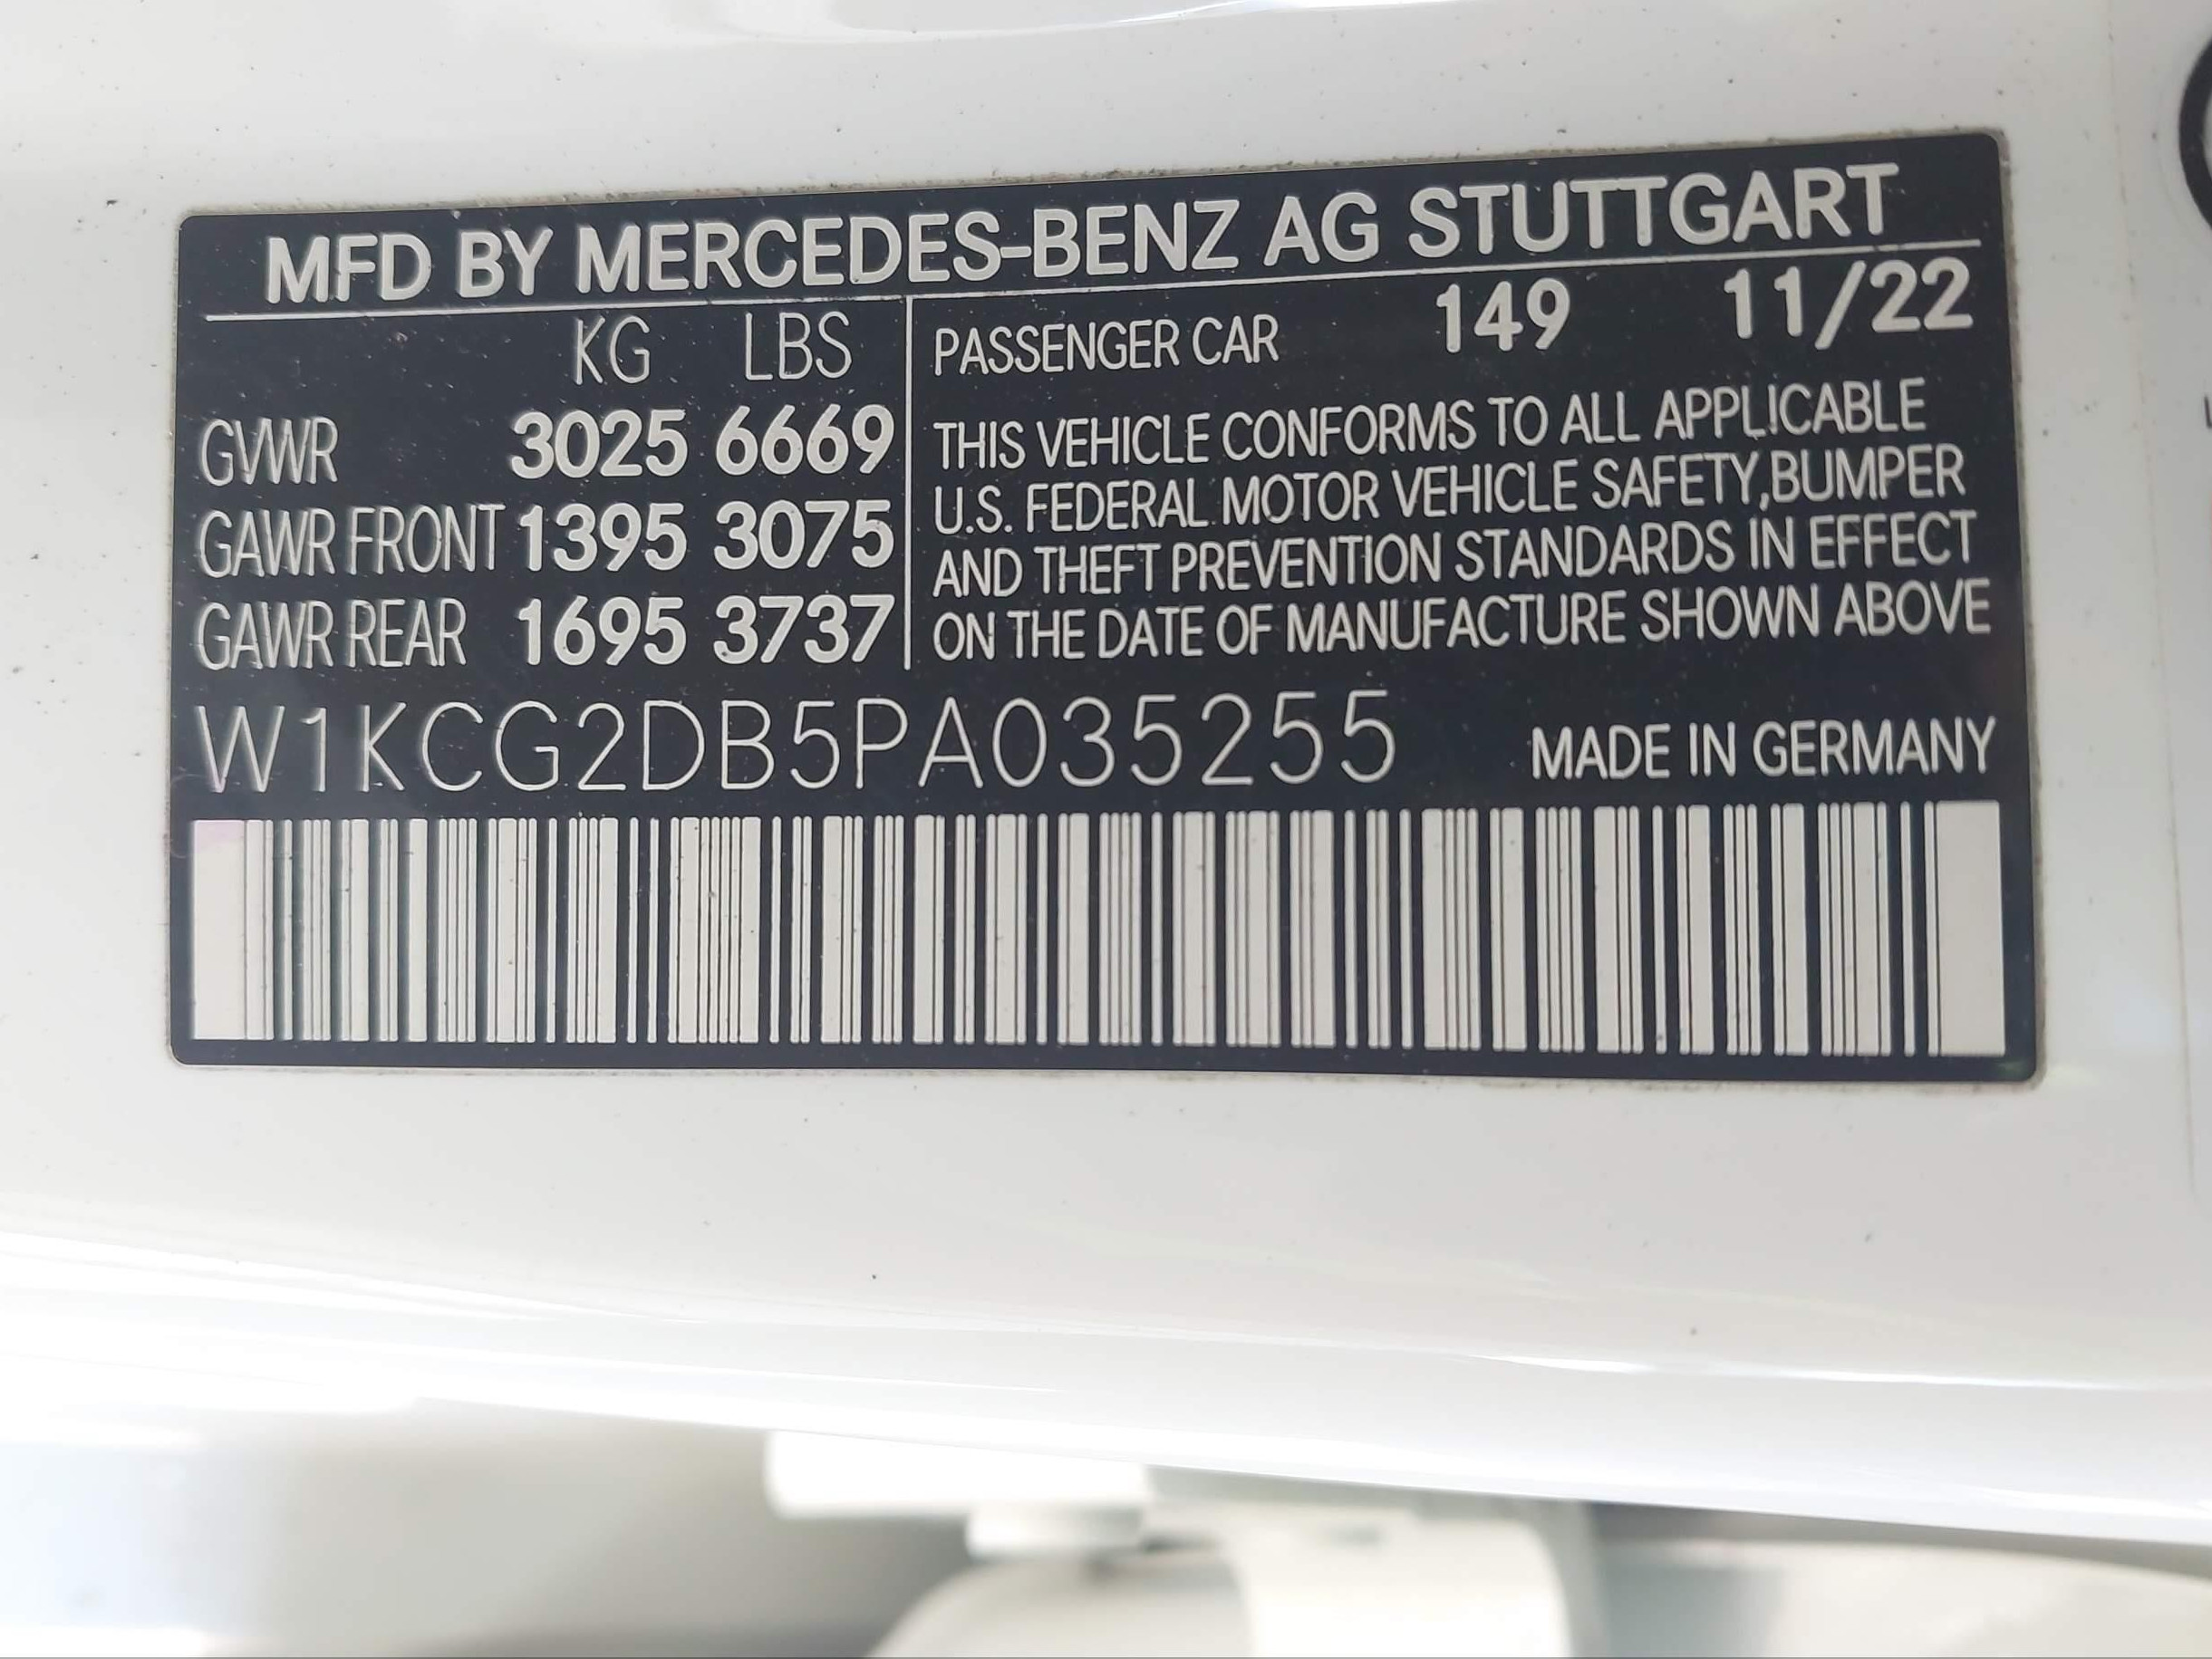 MFD BY MERCEDES-BENZ AG STUTTGART
KG LBS
GVWR 3025 6669
GAWR FRONT 1395 3075
GAWR REAR 1695 3737
PASSENGER CAR 149 11/22
THIS VEHICLE CONFORMS TO ALL APPLICABLE
U.S. FEDERAL MOTOR VEHICLE SAFETY,BUMPER
AND THEFT PREVENTION STANDARDS IN EFFECT
ON THE DATE OF MANUFACTURE SHOWN ABOVE
W1KCG2DB5PA035255 MADE IN GERMANY